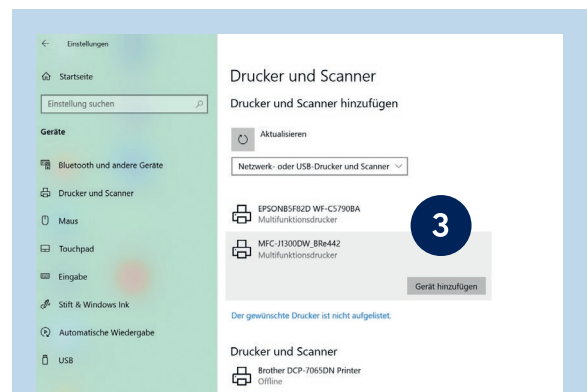 Einstellungen
Startseite
Einstellung suchen
Geräte
Bluetooth und andere Geräte
Drucker und Scanner
Maus
Touchpad
Eingabe
Stift & Windows Ink
Automatische Wiedergabe
USB
Drucker und Scanner
Drucker und Scanner hinzufügen
Aktualisieren
Netzwerk- oder USB-Drucker und Scanner
EPSONB5F82D WF-C5790BA
Multifunktionsdrucker
3
MFC-J1300DW_BRe442
Multifunktionsdrucker
Gerät hinzufügen
Der gewünschte Drucker ist nicht aufgelistet.
Drucker und Scanner
Brother DCP-7065DN Printer
Offline